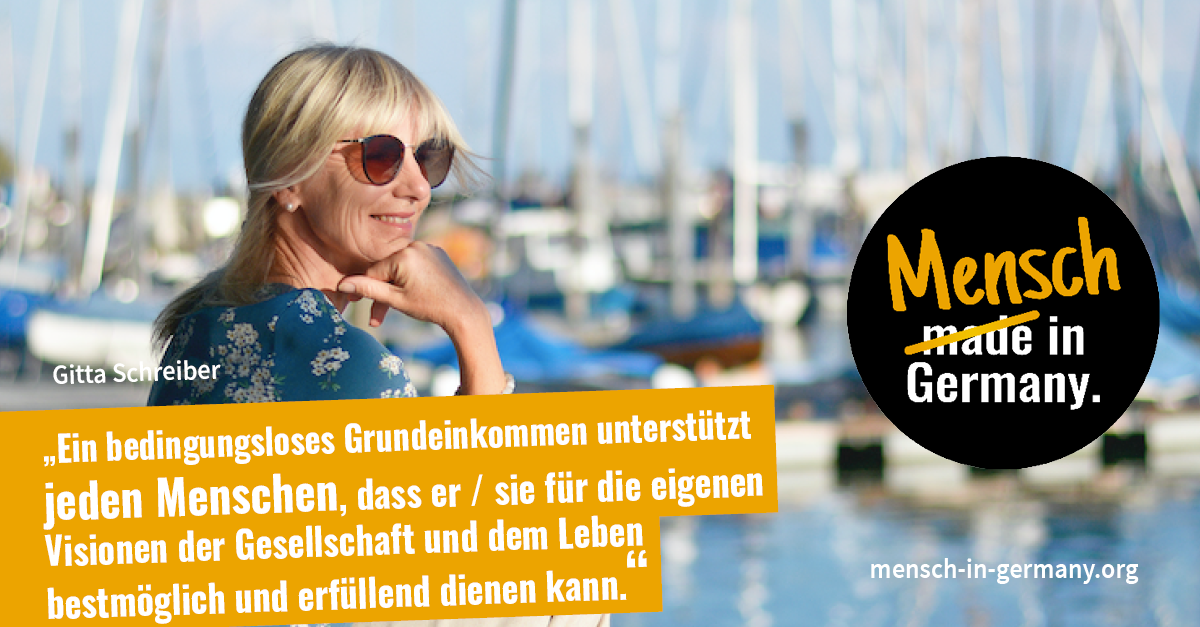 Gitta Schreiber
„Ein bedingungsloses Grundeinkommen unterstützt
jeden Menschen, dass er / sie für die eigenen
Visionen der Gesellschaft und dem Leben
bestmöglich und erfüllend dienen kann.“
Mensch
made in
Germany.
mensch-in-germany.org